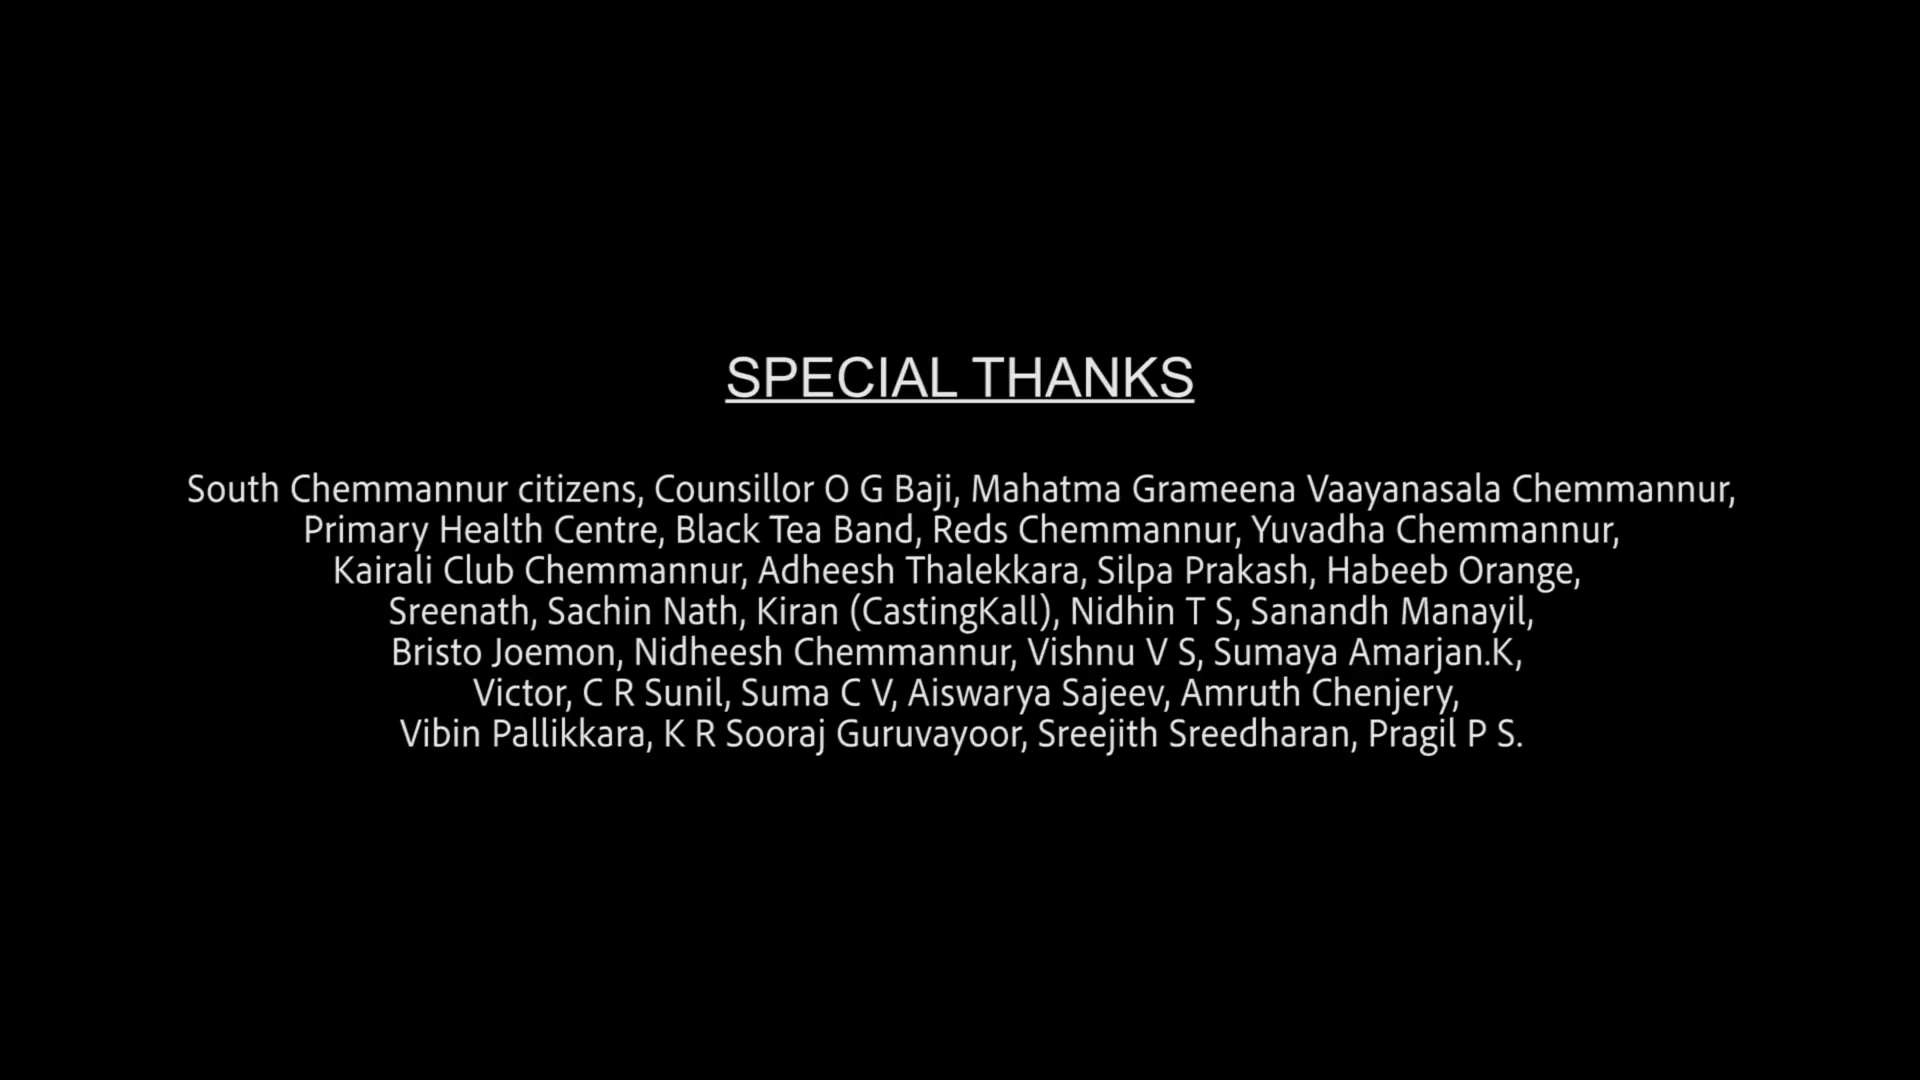 SPECIAL THANKS
South Chemmannur citizens, Counsillor O G Baji, Mahatma Grameena Vaayanasala Chemmannur,
Primary Health Centre, Black Tea Band, Reds Chemmannur, Yuvadha Chemmannur,
Kairali Club Chemmannur, Adheesh Thalekkara, Silpa Prakash, Habeeb Orange,
Sreenath, Sachin Nath, Kiran (CastingKall), Nidhin T S, Sanandh Manayil,
Bristo Joemon, Nidheesh Chemmannur, Vishnu V S, Sumaya Amarjan.K,
Victor, C R Sunil, Suma C V, Aiswarya Sajeev, Amruth Chenjery,
Vibin Pallikkara, K R Sooraj Guruvayoor, Sreejith Sreedharan, Pragil P S.